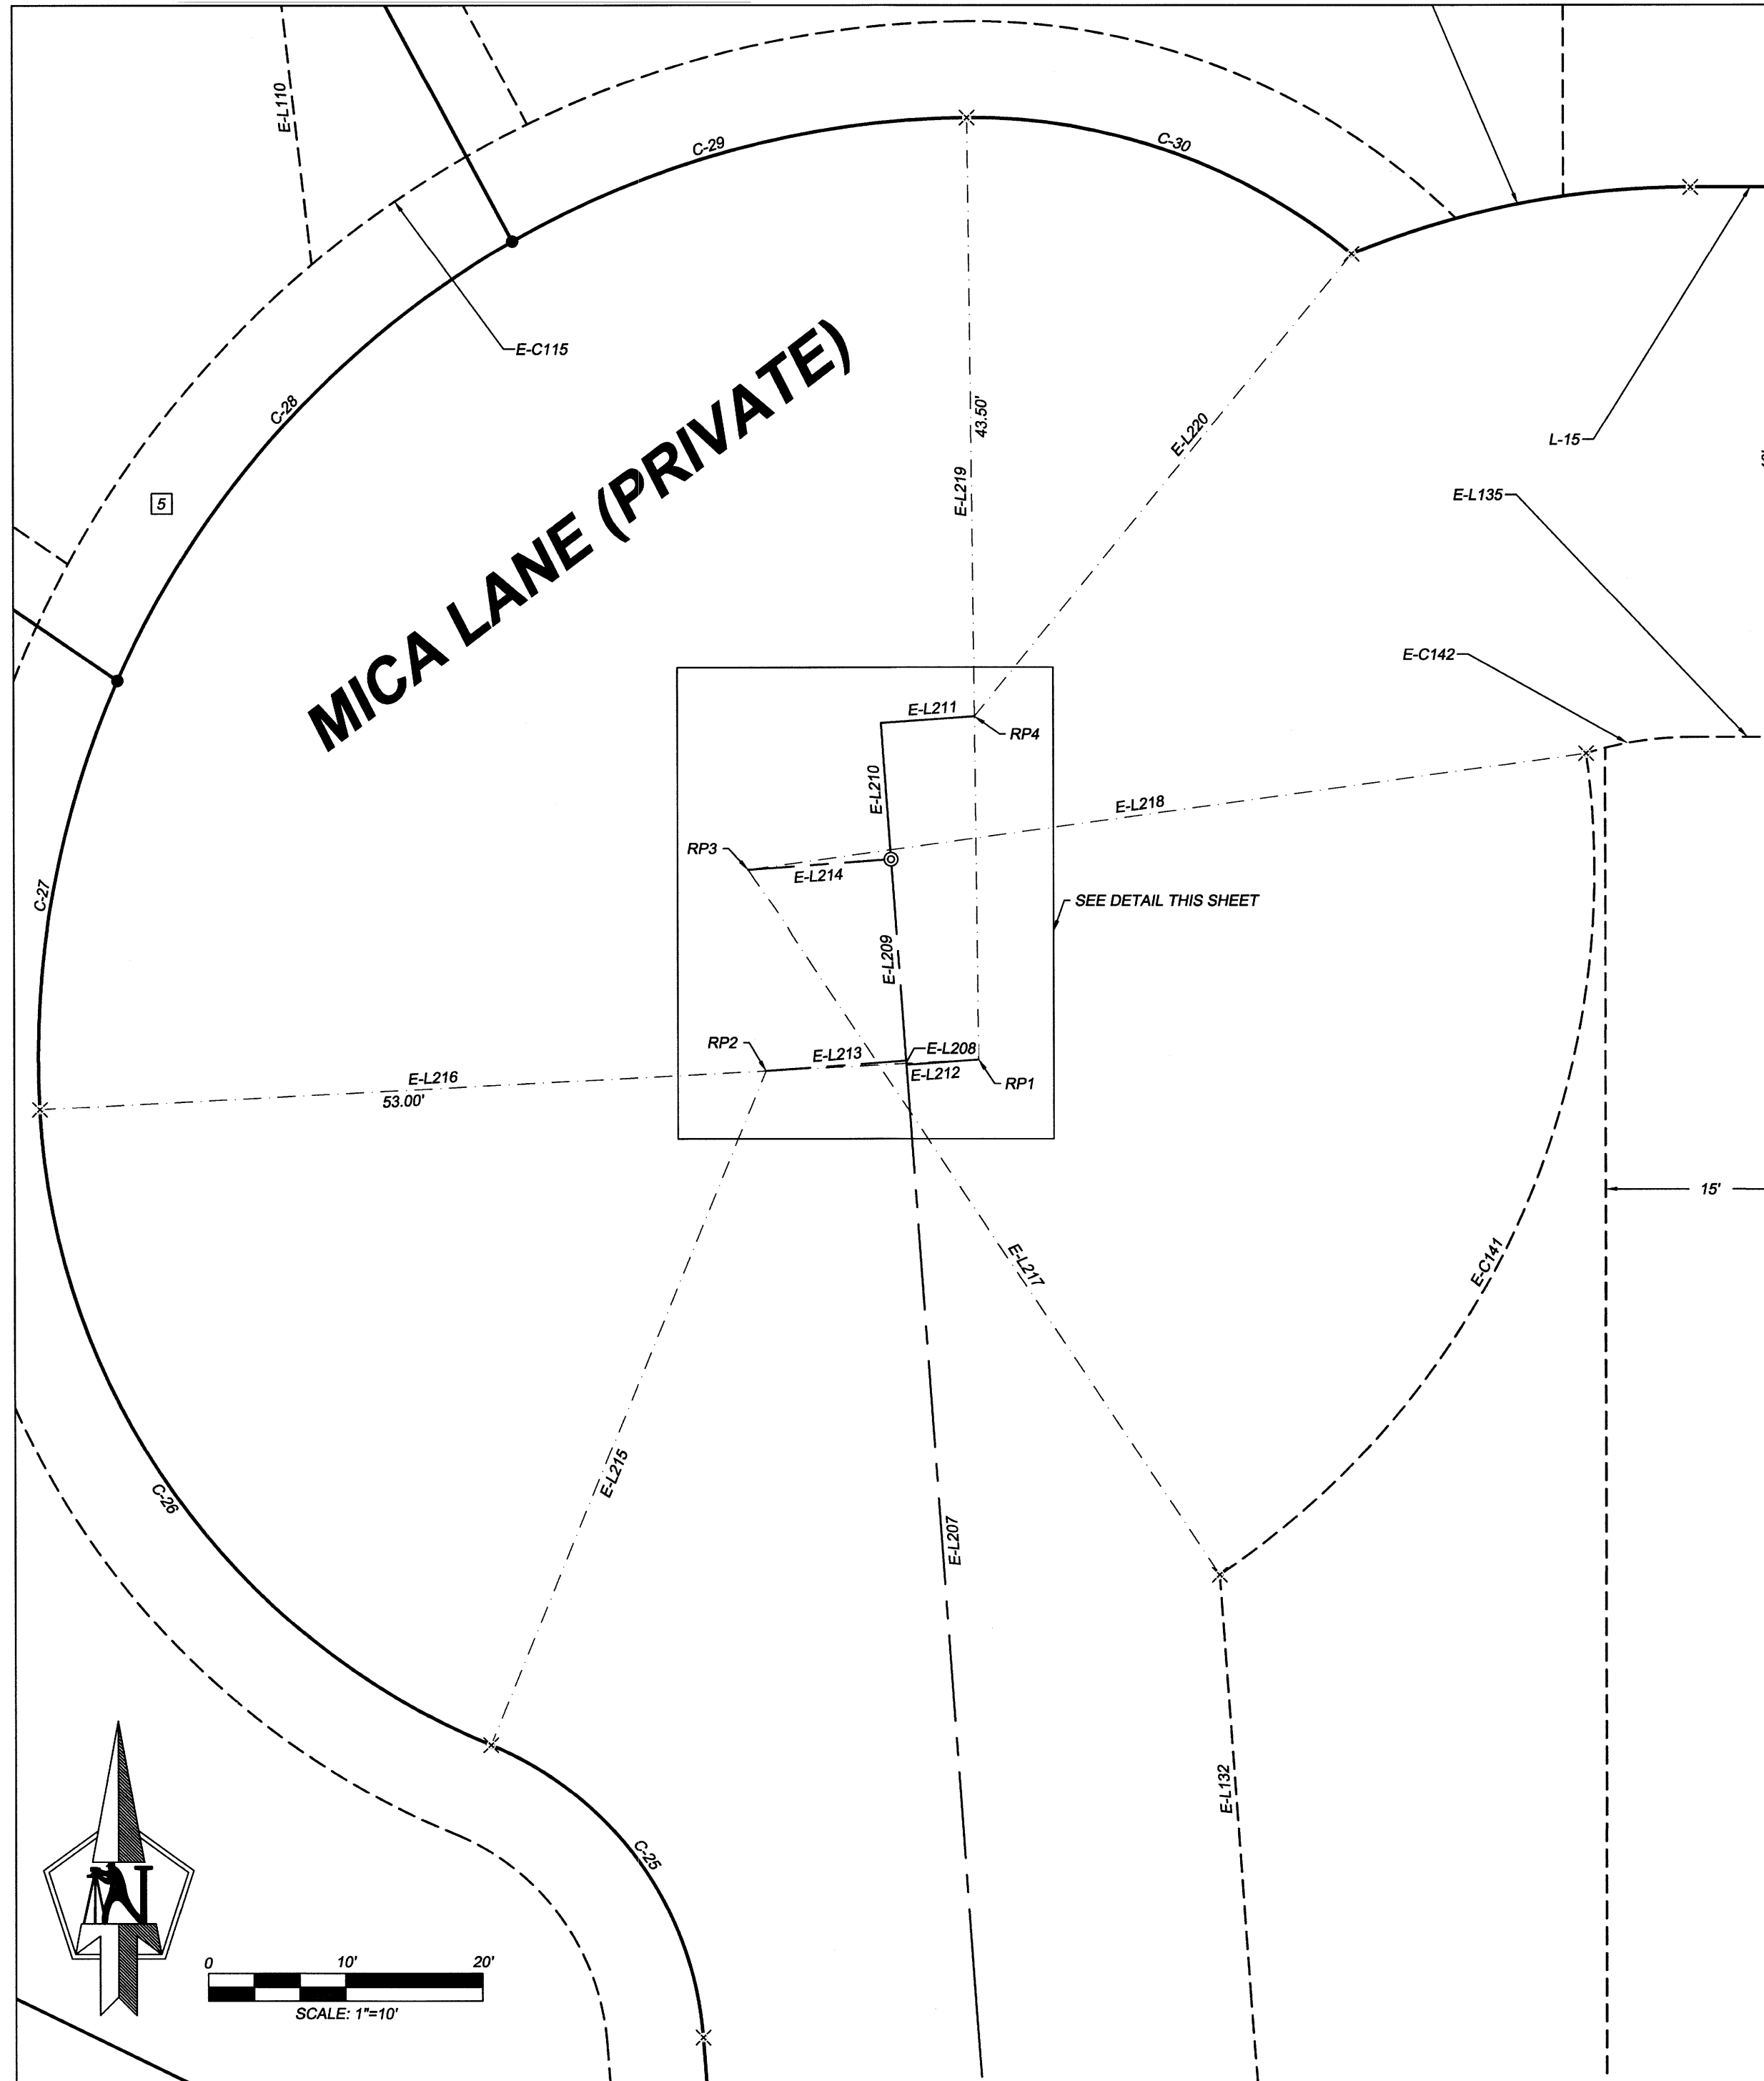 E-L110
C-29
C-30
E-C115
C-28
MICA LANE (PRIVATE)
43.50'
E-L219
E-L220
L-15
E-L135
5
E-C142
E-L211
RP4
E-L210
E-L218
RP3
E-L214
C-27
SEE DETAIL THIS SHEET
E-L209
RP2
E-L213
E-L208
E-L212
RP1
E-L216
53.00'
15'
E-L217
E-C141
E-L215
C-26
E-L207
E-L132
C-25
N
0 10' 20'
SCALE: 1"=10'